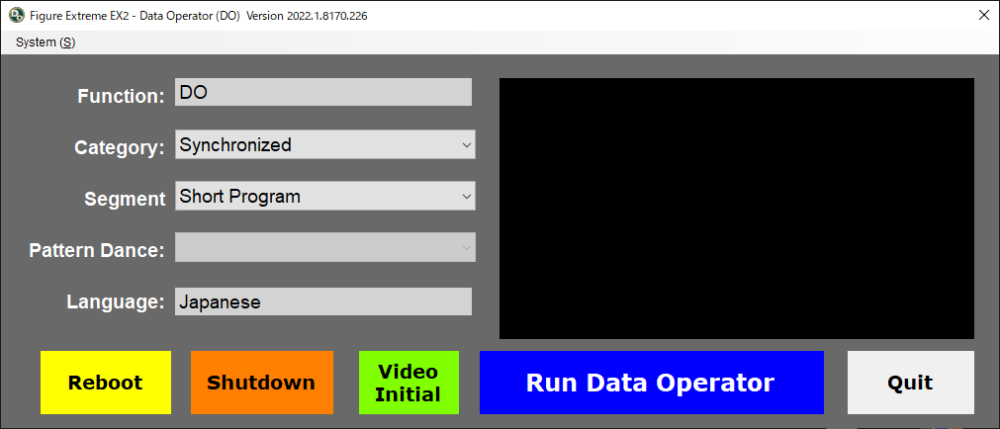 Figure Extreme EX2 - Data Operator (DO) Version 2022.1.8170.226
System (S)
Function: DO
Category: Synchronized
Segment Short Program
Pattern Dance:
Language: Japanese
Reboot
Shutdown
Video
Initial
Run Data Operator
Quit